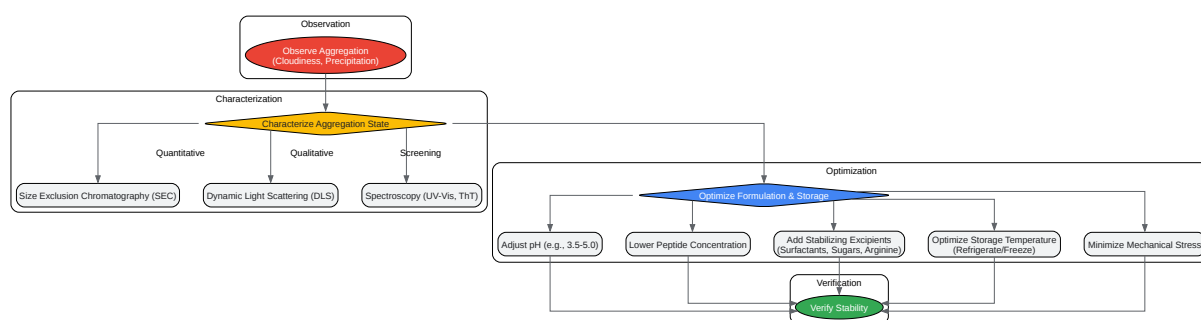 Observation
Observe Aggregation
(Cloudiness, Precipitation)
Characterization
Characterize Aggregation State
Quantitative
Qualitative
Screening
Size Exclusion Chromatography (SEC)
Dynamic Light Scattering (DLS)
Spectroscopy (UV-Vis, ThT)
Optimization
Optimize Formulation & Storage
Adjust pH (e.g., 3.5-5.0)
Lower Peptide Concentration
Add Stabilizing Excipients
(Surfactants, Sugars, Arginine)
Optimize Storage Temperature
(Refrigerate/Freeze)
Minimize Mechanical Stress
Verification
Verify Stability